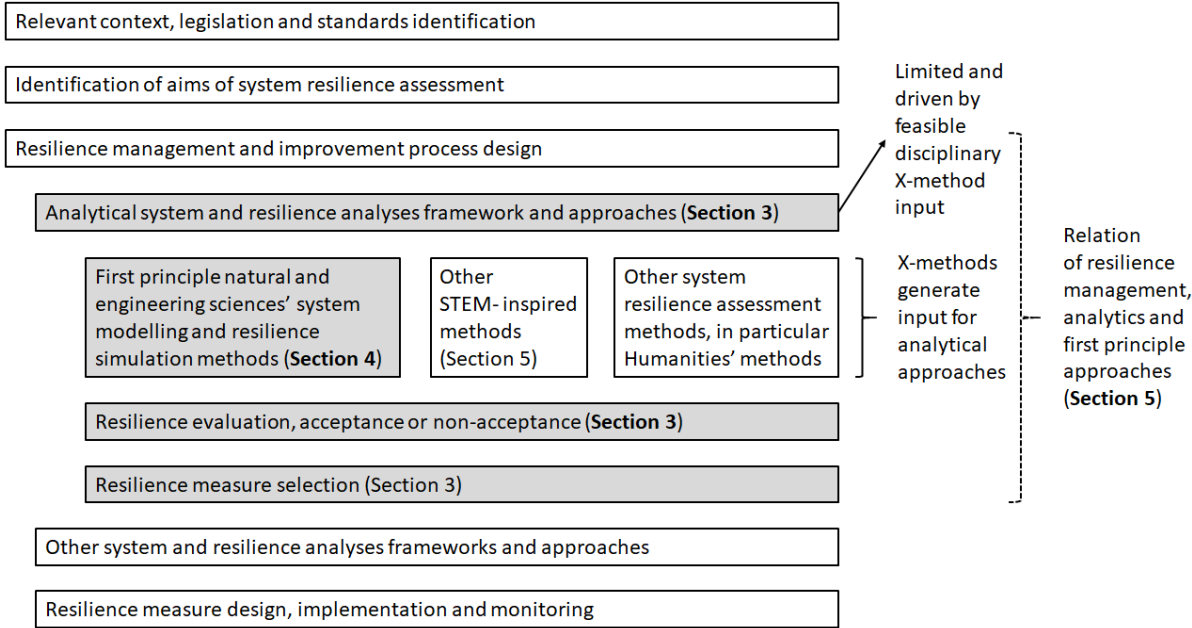 Relevant context, legislation and standards identification
Identification of aims of system resilience assessment
Resilience management and improvement process design
Analytical system and resilience analyses framework and approaches (Section 3)
First principle natural and
engineering sciences’ system
modelling and resilience
simulation methods (Section 4)
Other
STEM- inspired
methods
(Section 5)
Other system
resilience assessment
methods, in particular
Humanities’ methods
Resilience evaluation, acceptance or non-acceptance (Section 3)
Resilience measure selection (Section 3)
Other system and resilience analyses frameworks and approaches
Resilience measure design, implementation and monitoring
Limited and
driven by
feasible
disciplinary
X-method
input
X-methods
generate
input for
analytical
approaches
Relation
of resilience
management,
analytics and
first principle
approaches
(Section 5)